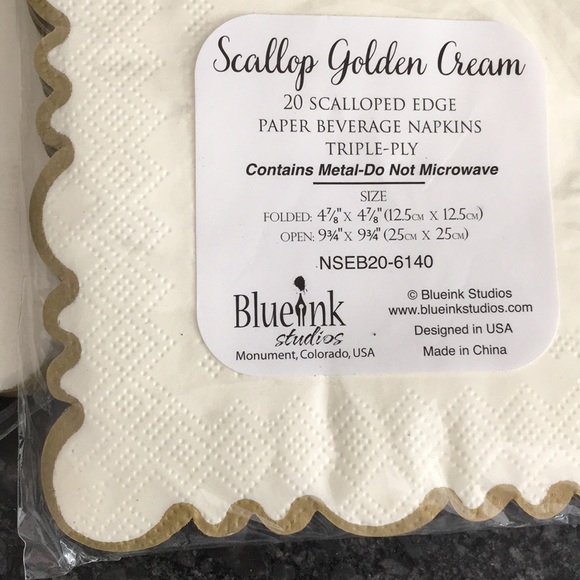 Scallop Golden Cream
20 SCALLOPED EDGE
PAPER BEVERAGE NAPKINS
TRIPLE-PLY
Contains Metal-Do Not Microwave
SIZE
FOLDED: 4⅞"X 4⅞"(12.5CM X 12.5CM)
OPEN: 9¾"X 9¾"(25CM X 25CM)
NSEB20-6140
Blueink
studios
Monument, Colorado, USA
© Blueink Studios
www.blueinkstudios.com
Designed in USA
Made in China